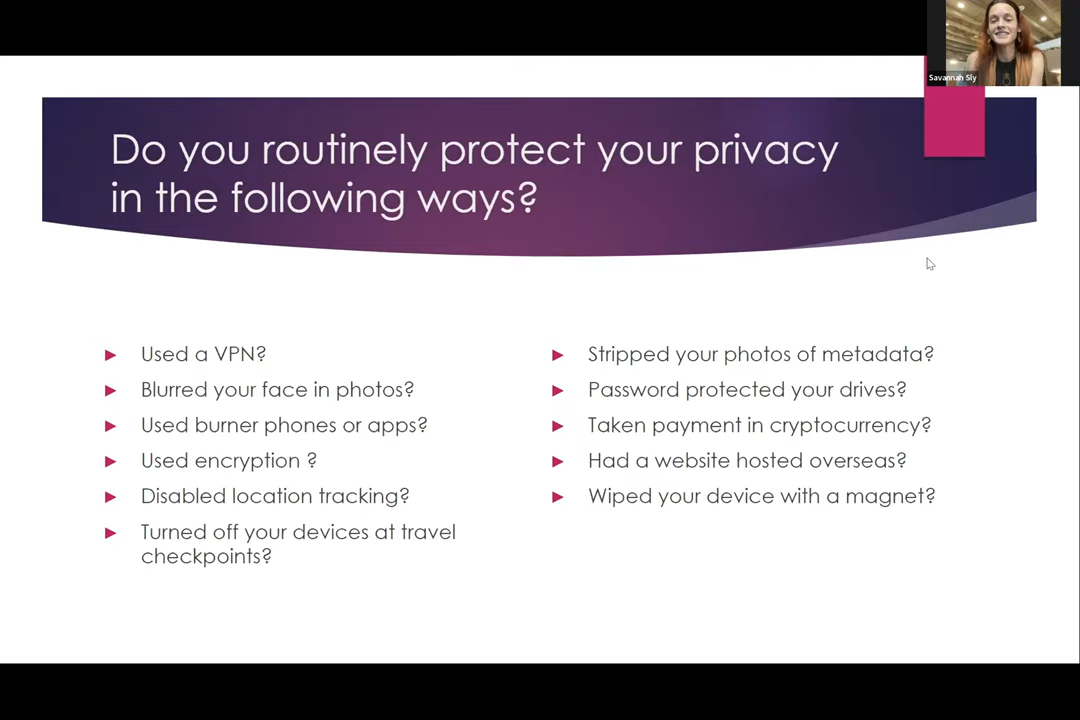 Savannah Sly
Do you routinely protect your privacy
in the following ways?
Used a VPN?
Blurred your face in photos?
Used burner phones or apps?
Used encryption ?
Disabled location tracking?
Turned off your devices at travel
checkpoints?
Stripped your photos of metadata?
Password protected your drives?
Taken payment in cryptocurrency?
Had a website hosted overseas?
Wiped your device with a magnet?